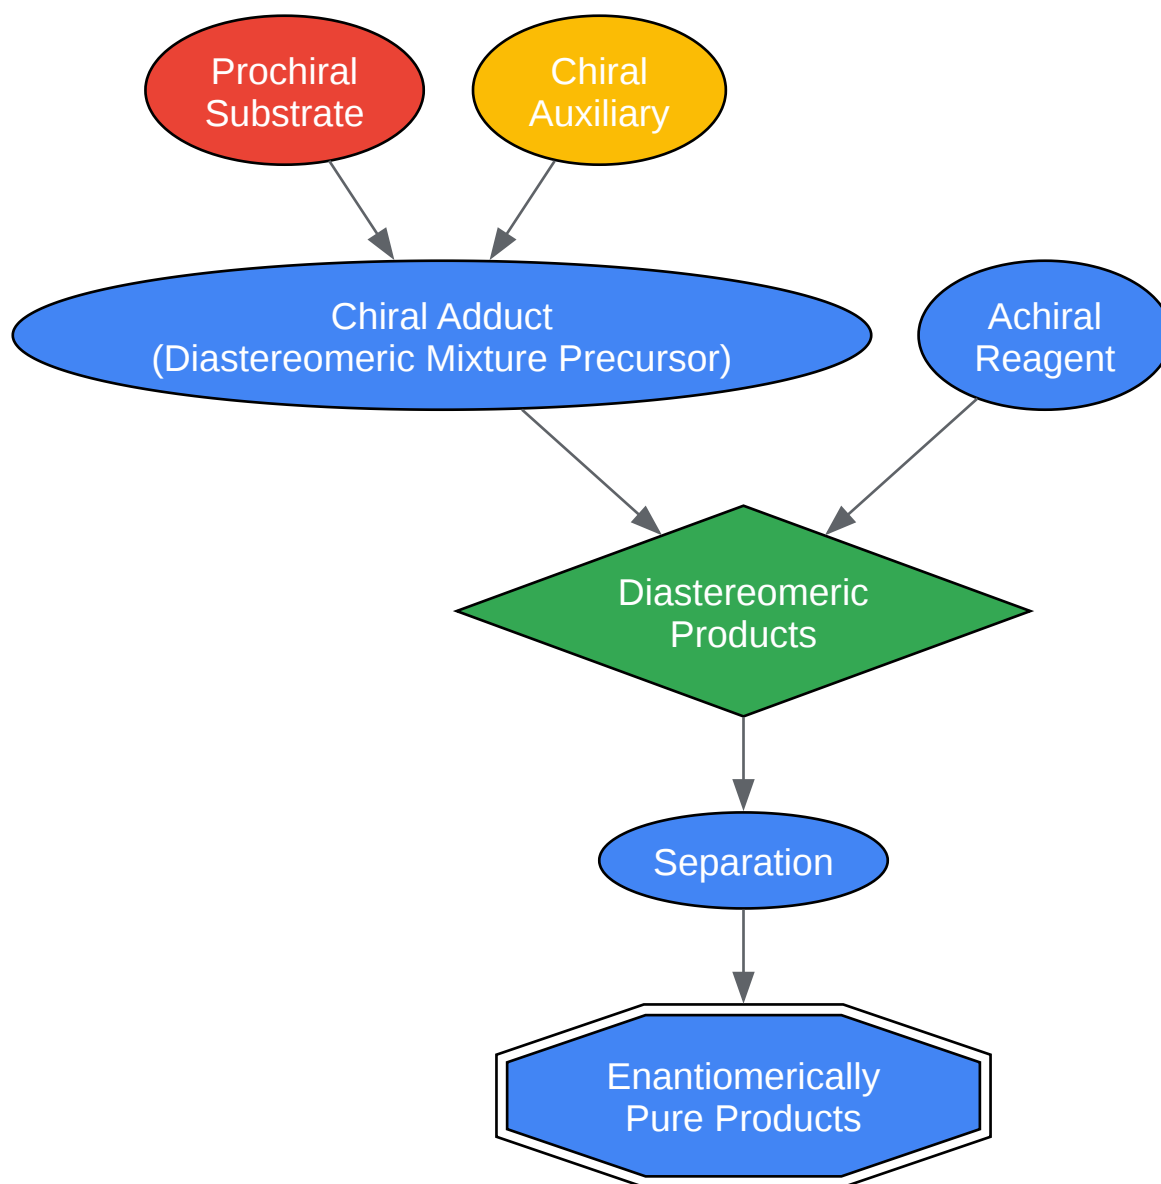 Prochiral
Substrate
Chiral
Auxiliary
Chiral Adduct
(Diastereomeric Mixture Precursor)
Achiral
Reagent
Diastereomeric
Products
Separation
Enantiomerically
Pure Products